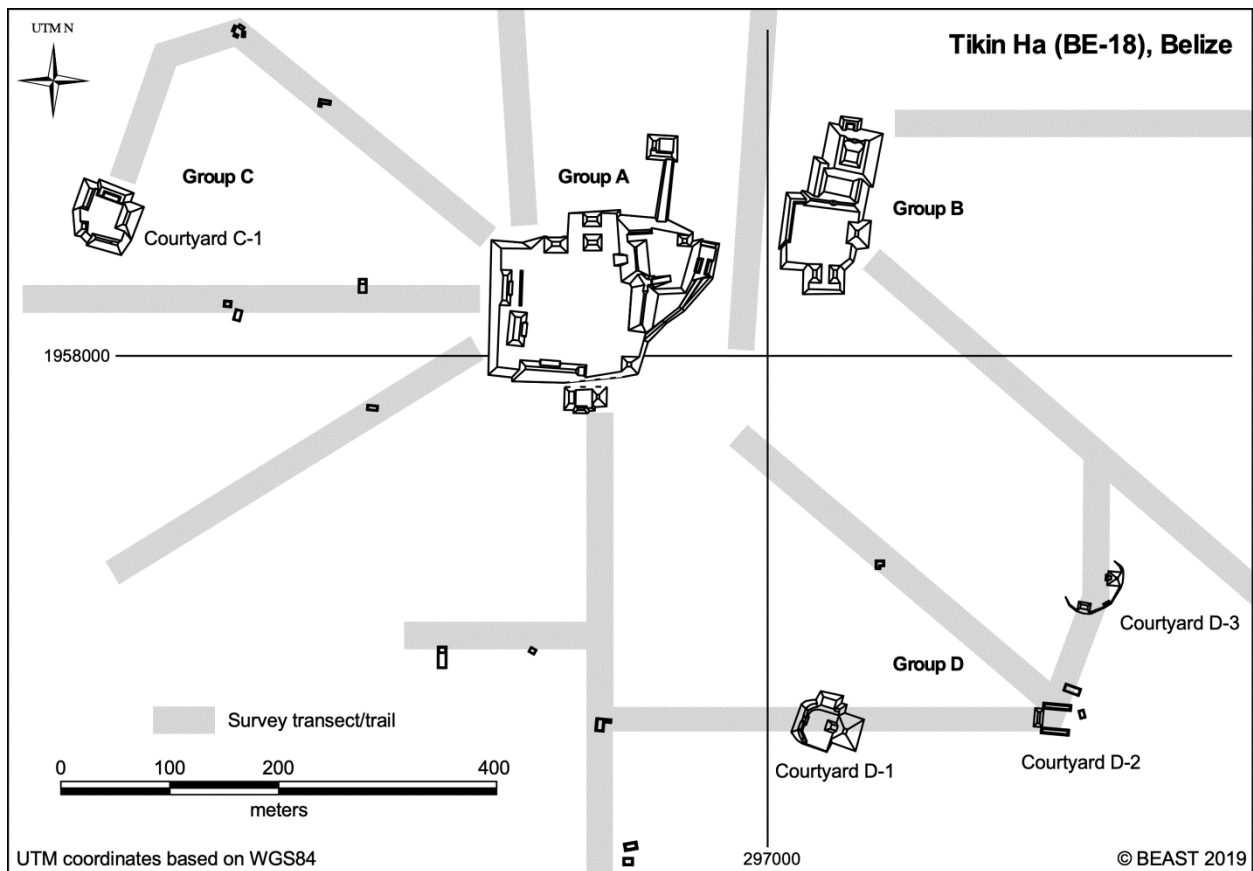 UTM N
Tikin Ha (BE-18), Belize
Group C
Group A
Group B
Courtyard C-1
1958000
Courtyard D-3
Group D
Survey transect/trail
Courtyard D-2
Courtyard D-1
0 100 200 400
meters
UTM coordinates based on WGS84
297000
© BEAST 2019